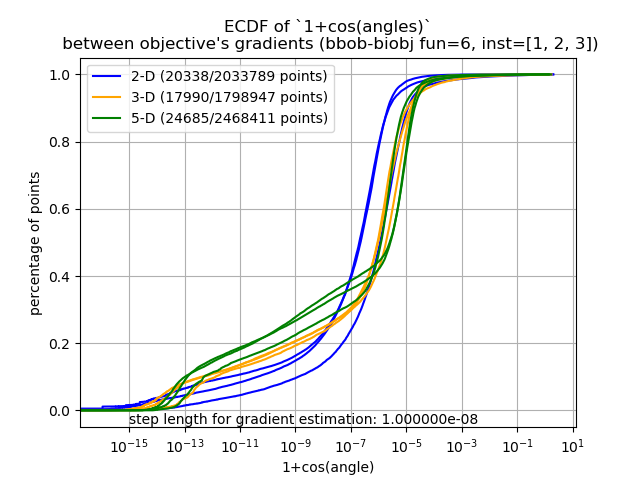 ECDF of `1+cos(angles)`
between objective's gradients (bbob-biobj fun=6, inst=[1, 2, 3])
1.0
0.8
0.6
0.4
0.2
0.0
percentage of points
2-D (20338/2033789 points)
3-D (17990/1798947 points)
5-D (24685/2468411 points)
step length for gradient estimation: 1.000000e-08
10⁻¹⁵ 10⁻¹³ 10⁻¹¹ 10⁻⁹ 10⁻⁷ 10⁻⁵ 10⁻³ 10⁻¹ 10¹
1+cos(angle)